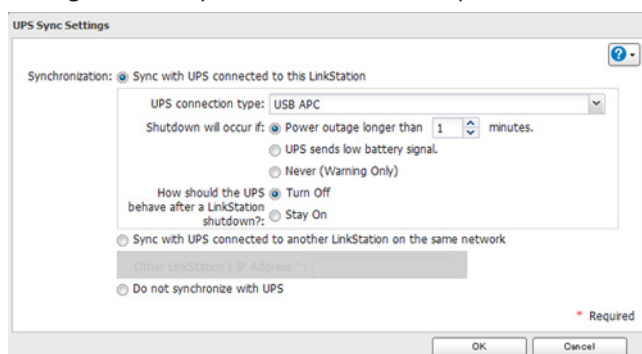 UPS Sync Settings
?
Synchronization: Sync with UPS connected to this LinkStation
UPS connection type: USB APC
Shutdown will occur if: Power outage longer than 1 minutes.
UPS sends low battery signal.
Never (Warning Only)
How should the UPS behave after a LinkStation shutdown?: Turn Off
Stay On
Sync with UPS connected to another LinkStation on the same network
Other LinkStation's IP Address * :
Do not synchronize with UPS
* Required
OK Cancel